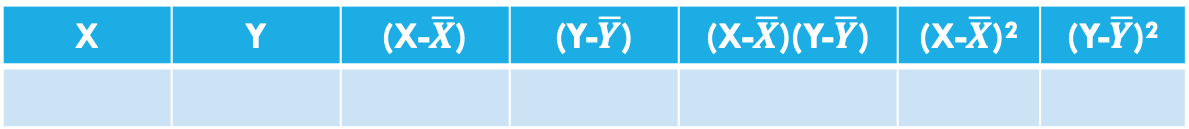 X Y (X-X̅) (Y-Y̅) (X-X̅)(Y-Y̅) (X-X̅)² (Y-Y̅)²